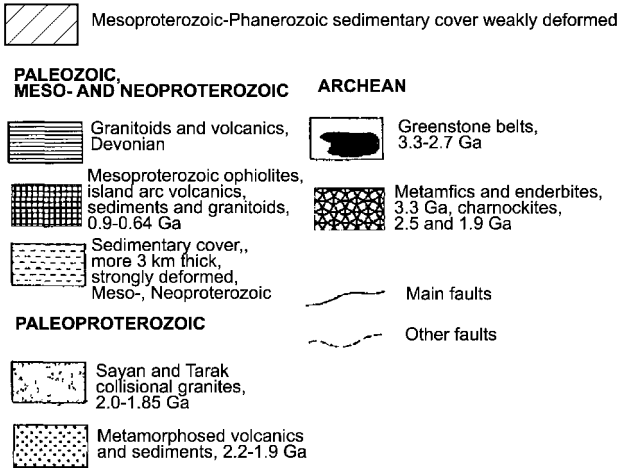 Mesoproterozoic-Phanerozoic sedimentary cover weakly deformed
PALEOZOIC,
MESO- AND NEOPROTEROZOIC
Granitoids and volcanics,
Devonian
Mesoproterozoic ophiolites,
island arc volcanics,
sediments and granitoids,
0.9-0.64 Ga
Sedimentary cover,,
more 3 km thick,
strongly deformed,
Meso-, Neoproterozoic
PALEOPROTEROZOIC
Sayan and Tarak
collisional granites,
2.0-1.85 Ga
Metamorphosed volcanics
and sediments, 2.2-1.9 Ga
ARCHEAN
Greenstone belts,
3.3-2.7 Ga
Metamfics and enderbites,
3.3 Ga, charnockites,
2.5 and 1.9 Ga
Main faults
Other faults